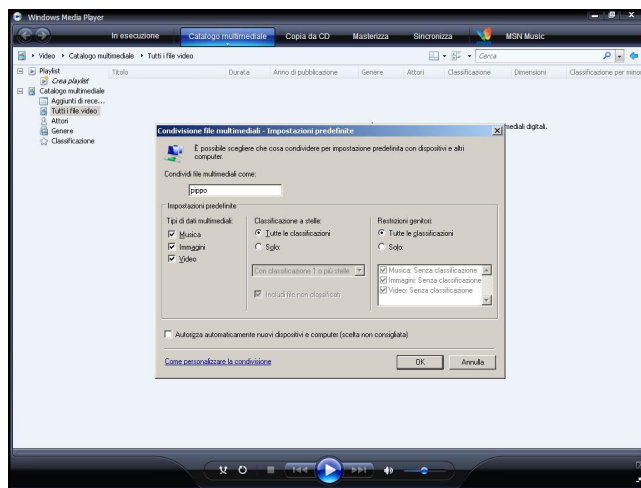 Windows Media Player
In esecuzione
Catalogo multimediale
Copia da CD
Masterizza
Sincronizza
MSN Music
Video
Catalogo multimediale
Tutti i file video
Cerca
Playlist
Crea playlist
Catalogo multimediale
Aggiunti di rece...
Tutti i file video
Attori
Genere
Classificazione
Titolo
Durata
Anno di pubblicazione
Genere
Attori
Classificazione
Dimensioni
Classificazione per minor
mediali digitali.
Condivisione file multimediali - Impostazioni predefinite
È possibile scegliere che cosa condividere per impostazione predefinita con dispositivi e altri
computer.
Condividi file multimediali come:
pippo
Impostazioni predefinite
Tipi di dati multimediali:
Musica
Immagini
Video
Classificazione a stelle:
Tutte le classificazioni
Solo:
Con classificazione 1 o più stelle
Includi file non classificati
Restrizioni genitori:
Tutte le classificazioni
Solo:
Musica: Senza classificazione
Immagini: Senza classificazione
Video: Senza classificazione
Autorizza automaticamente nuovi dispositivi e computer (scelta non consigliata)
Come personalizzare la condivisione
OK
Annulla